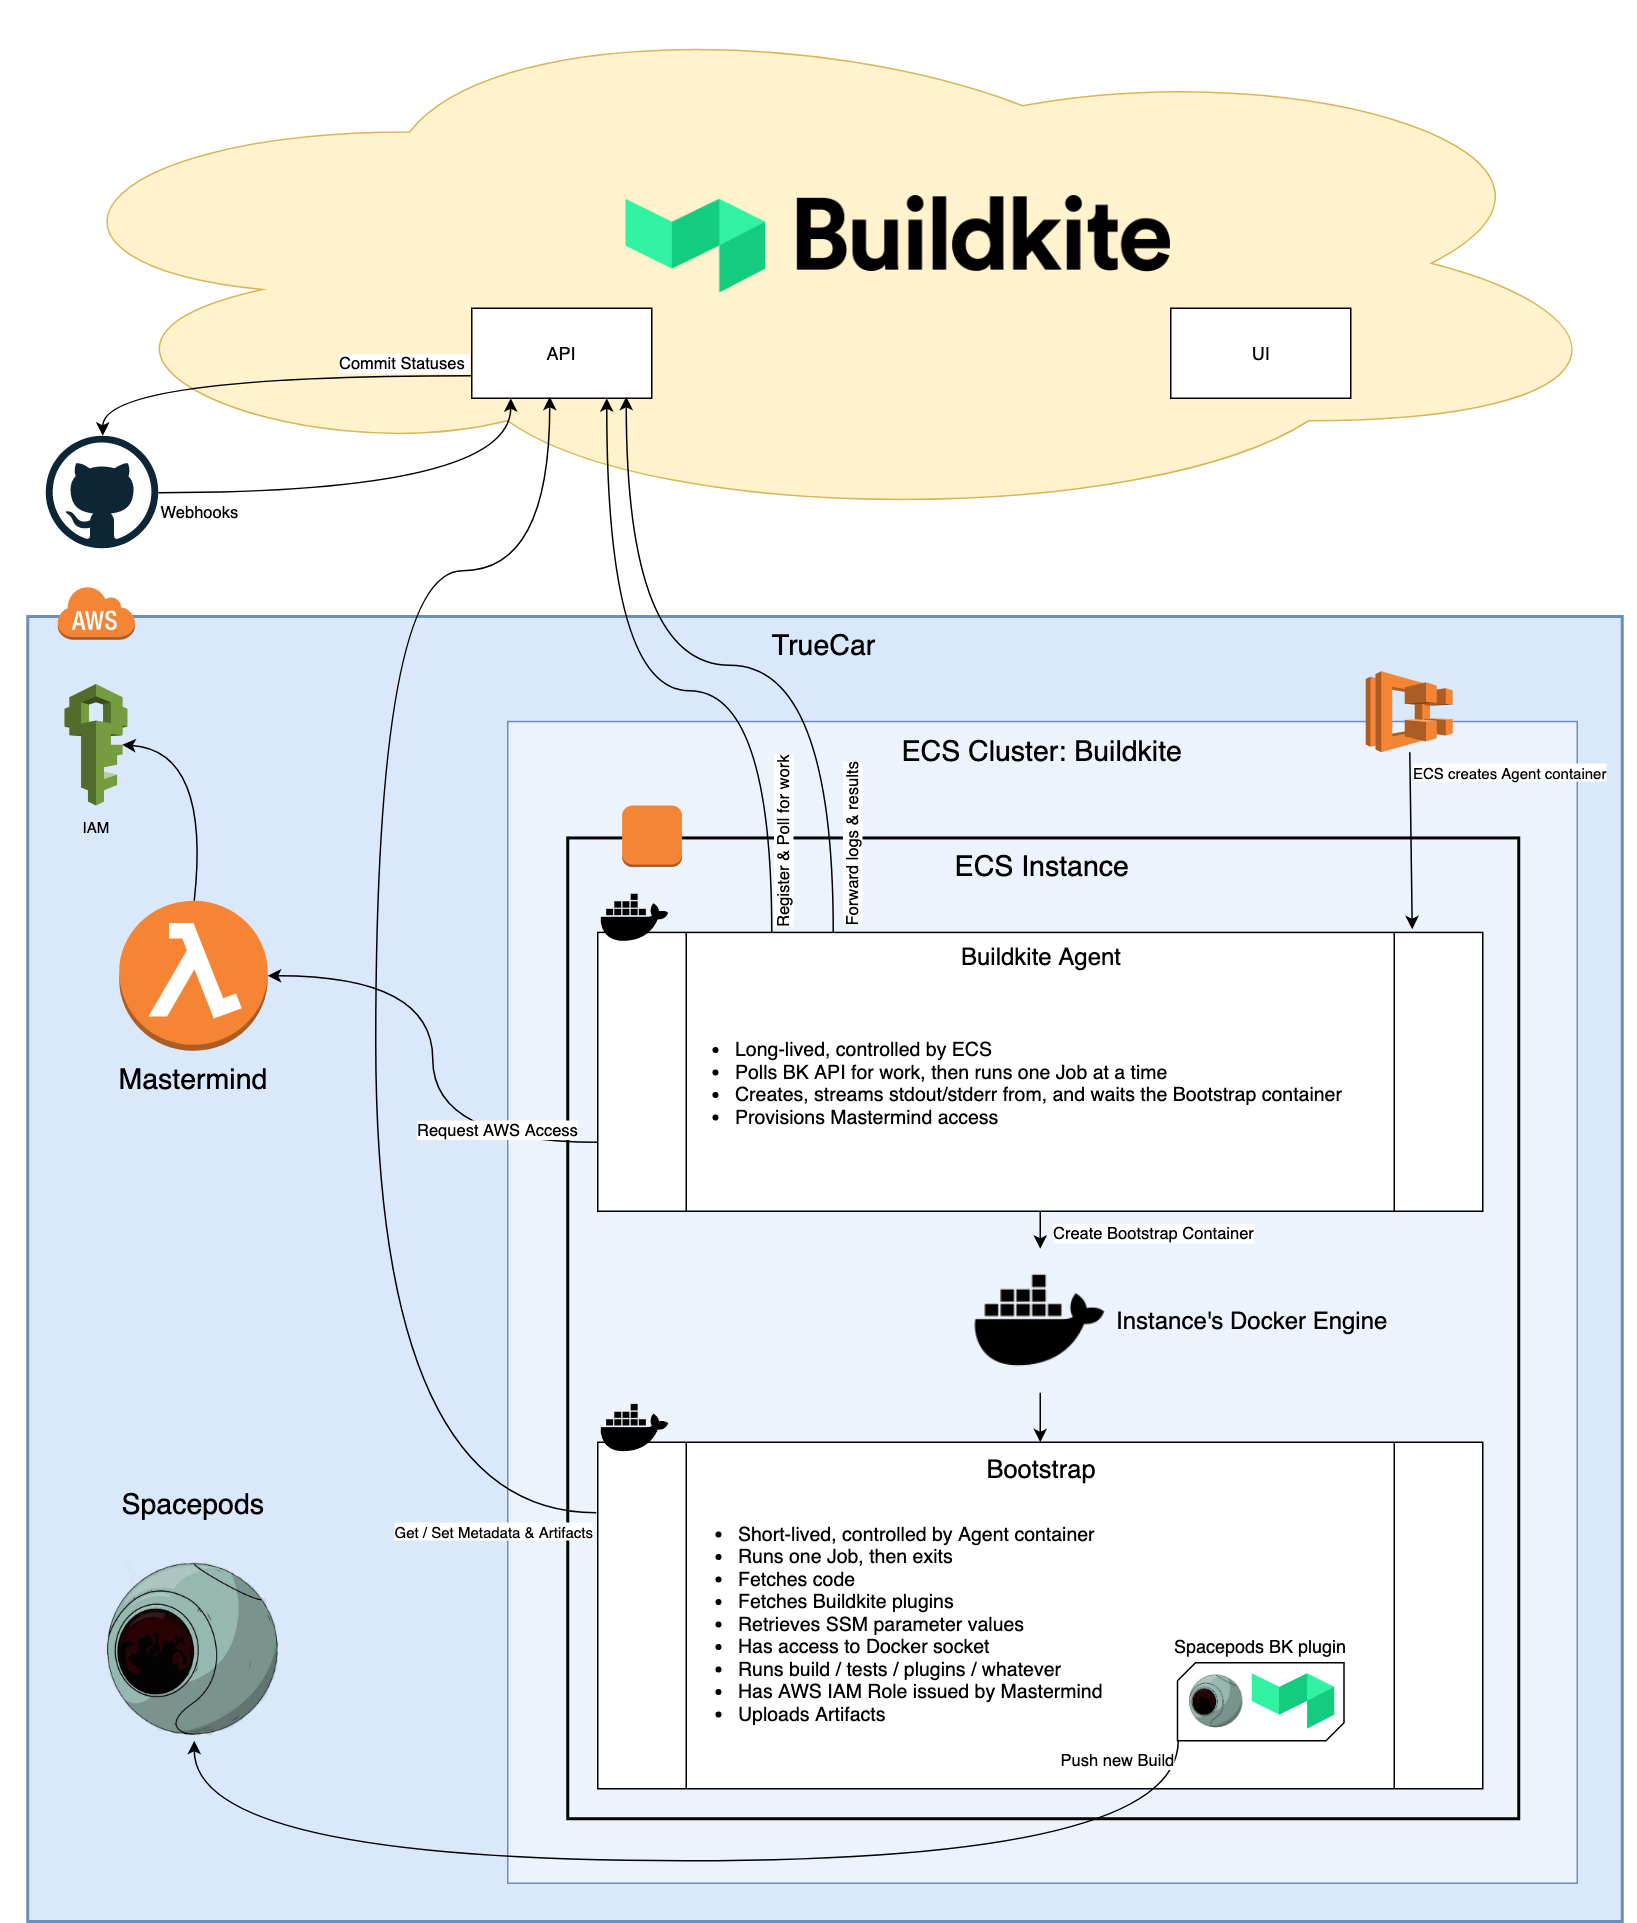 Buildkite
API
UI
Commit Statuses
Webhooks
AWS
TrueCar
IAM
ECS Cluster: Buildkite
ECS creates Agent container
Register & Poll for work
Forward logs & results
ECS Instance
Buildkite Agent
• Long-lived, controlled by ECS
• Polls BK API for work, then runs one Job at a time
• Creates, streams stdout/stderr from, and waits the Bootstrap container
• Provisions Mastermind access
Mastermind
Request AWS Access
Create Bootstrap Container
Instance's Docker Engine
Bootstrap
Spacepods
Get / Set Metadata & Artifacts
• Short-lived, controlled by Agent container
• Runs one Job, then exits
• Fetches code
• Fetches Buildkite plugins
• Retrieves SSM parameter values
• Has access to Docker socket
• Runs build / tests / plugins / whatever
• Has AWS IAM Role issued by Mastermind
• Uploads Artifacts
Spacepods BK plugin
Push new Build